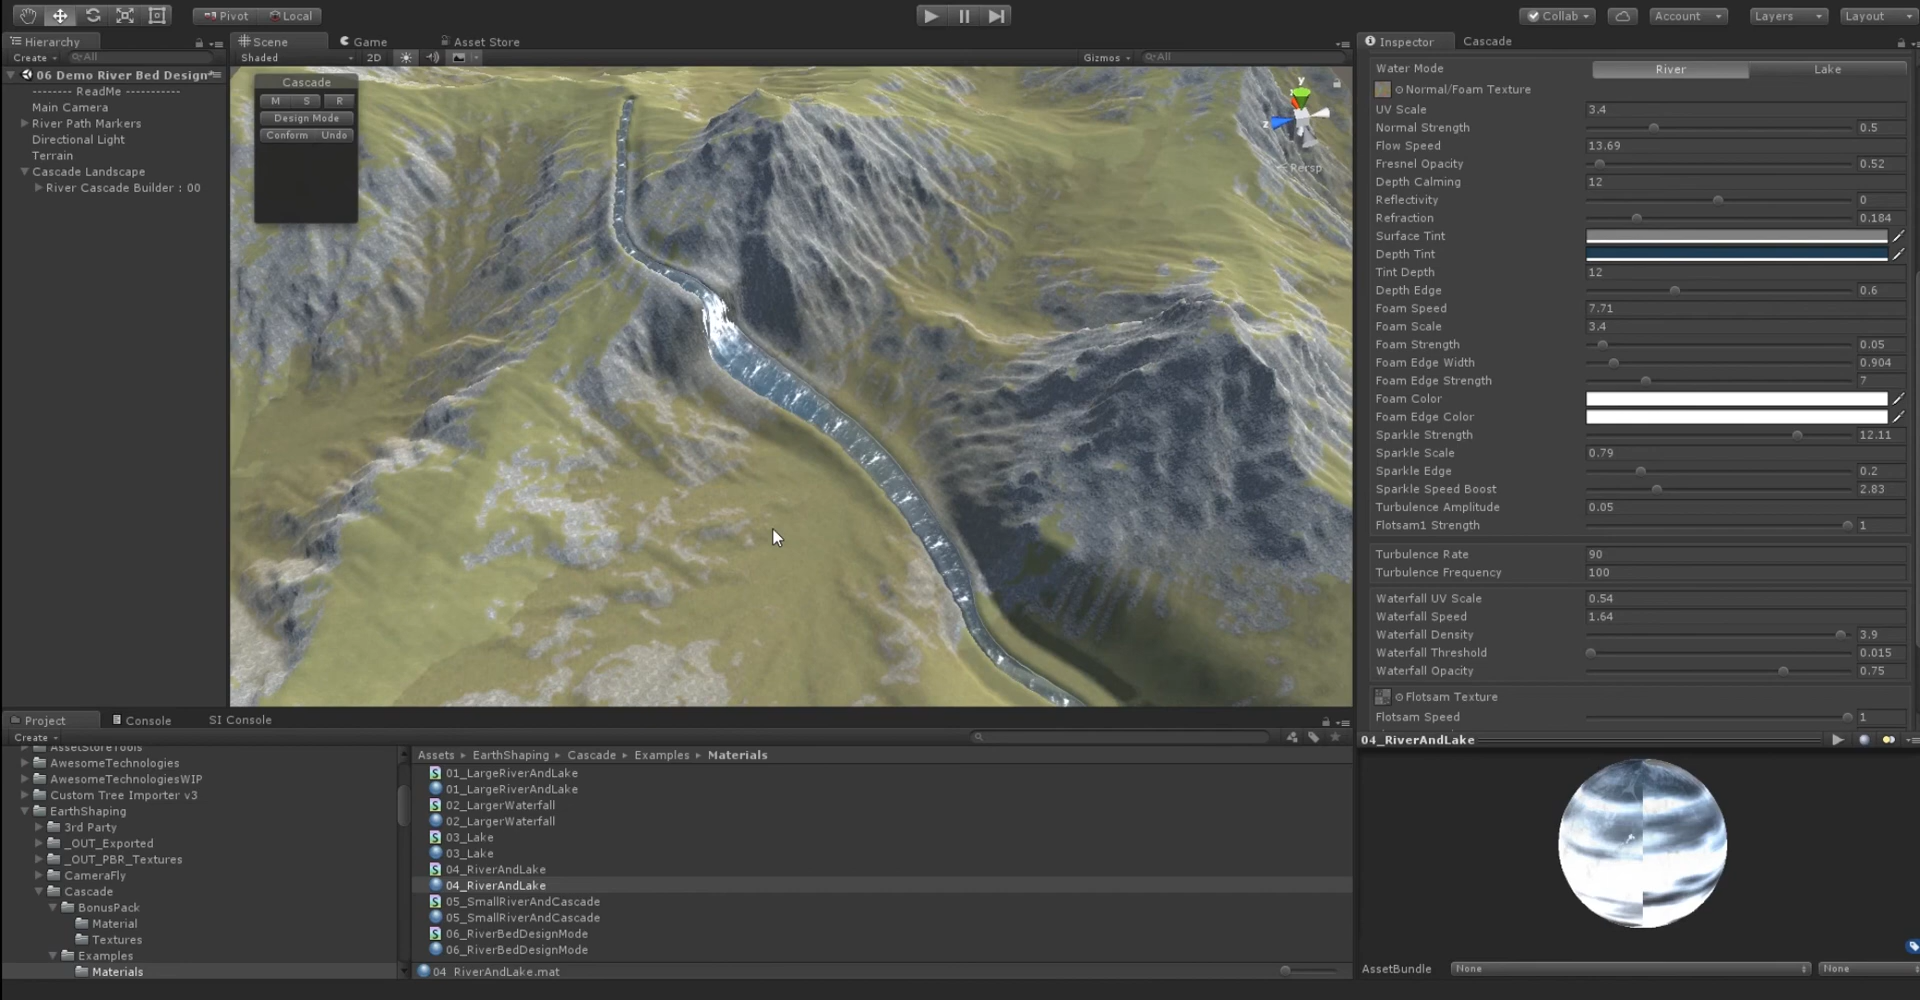 Pivot Local Collab Account Layers Layout
Hierarchy
Create All
06 Demo River Bed Design
-------- ReadMe -----------
Main Camera
River Path Markers
Directional Light
Terrain
Cascade Landscape
River Cascade Builder : 00
Scene Game Asset Store
Shaded 2D Gizmos All
Cascade
M S R
Design Mode
Conform Undo
y
z
Persp
Inspector Cascade
Water Mode River Lake
Normal/Foam Texture
UV Scale 3.4
Normal Strength 0.5
Flow Speed 13.69
Fresnel Opacity 0.52
Depth Calming 12
Reflectivity 0
Refraction 0.184
Surface Tint
Depth Tint
Tint Depth 12
Depth Edge 0.6
Foam Speed 7.71
Foam Scale 3.4
Foam Strength 0.05
Foam Edge Width 0.904
Foam Edge Strength 7
Foam Color
Foam Edge Color
Sparkle Strength 12.11
Sparkle Scale 0.79
Sparkle Edge 0.2
Sparkle Speed Boost 2.83
Turbulence Amplitude 0.05
Flotsam1 Strength 1
Turbulence Rate 90
Turbulence Frequency 100
Waterfall UV Scale 0.54
Waterfall Speed 1.64
Waterfall Density 3.9
Waterfall Threshold 0.015
Waterfall Opacity 0.75
Flotsam Texture
Flotsam Speed 1
04_RiverAndLake
AssetBundle None None
Project Console SI Console
Create
AssetStoreTools
AwesomeTechnologies
AwesomeTechnologiesWIP
Custom Tree Importer v3
EarthShaping
3rd Party
_OUT_Exported
_OUT_PBR_Textures
CameraFly
Cascade
BonusPack
Material
Textures
Examples
Materials
Assets EarthShaping Cascade Examples Materials
01_LargeRiverAndLake
01_LargeRiverAndLake
02_LargerWaterfall
02_LargerWaterfall
03_Lake
03_Lake
04_RiverAndLake
04_RiverAndLake
05_SmallRiverAndCascade
05_SmallRiverAndCascade
06_RiverBedDesignMode
06_RiverBedDesignMode
04_RiverAndLake.mat